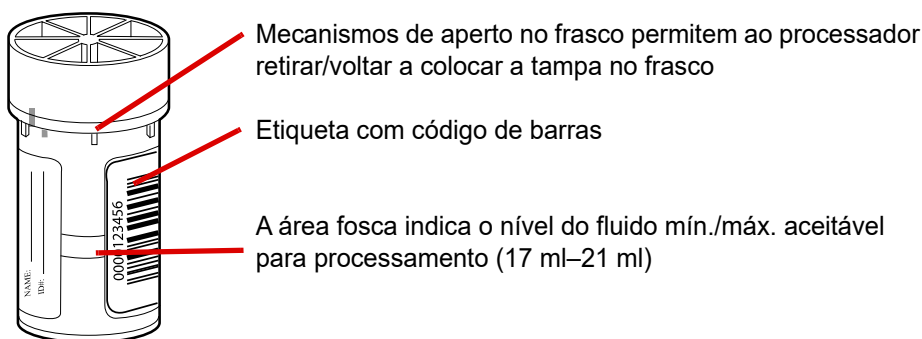 Mecanismos de aperto no frasco permitem ao processador
retirar/voltar a colocar a tampa no frasco
Etiqueta com código de barras
A área fosca indica o nível do fluido mín./máx. aceitável
para processamento (17 ml–21 ml)
NAME:
ID#:
0000123456